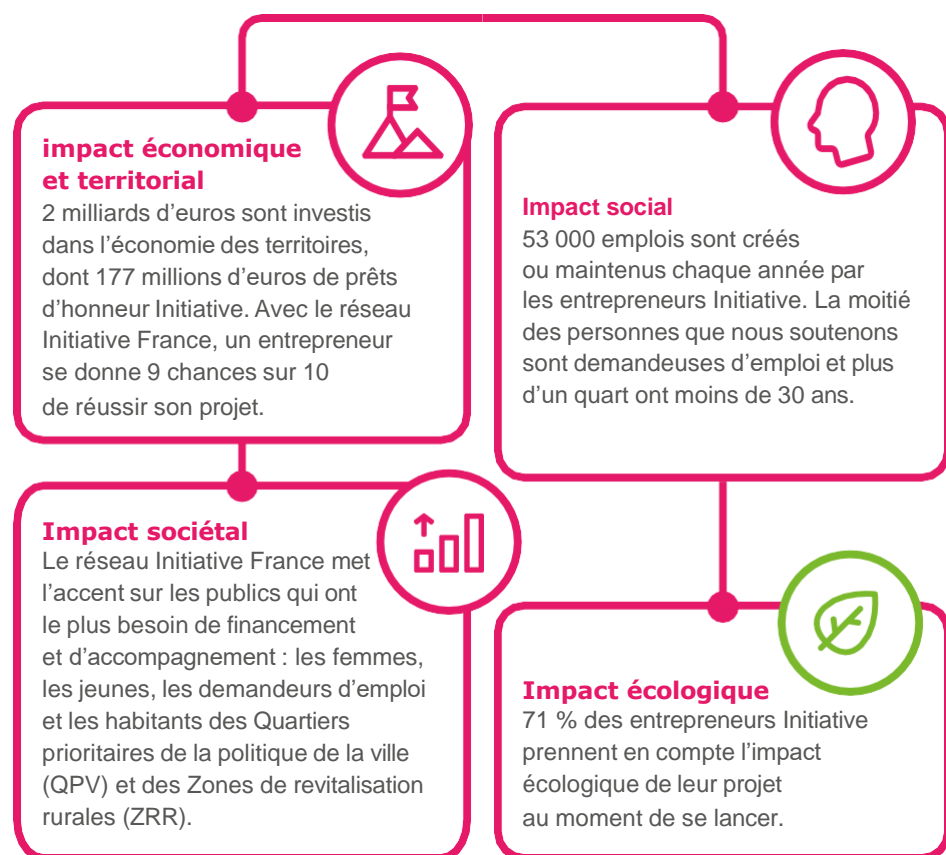 impact économique
et territorial
2 milliards d’euros sont investis
dans l’économie des territoires,
dont 177 millions d’euros de prêts
d’honneur Initiative. Avec le réseau
Initiative France, un entrepreneur
se donne 9 chances sur 10
de réussir son projet.
Impact social
53 000 emplois sont créés
ou maintenus chaque année par
les entrepreneurs Initiative. La moitié
des personnes que nous soutenons
sont demandeuses d’emploi et plus
d’un quart ont moins de 30 ans.
Impact sociétal
Le réseau Initiative France met
l’accent sur les publics qui ont
le plus besoin de financement
et d’accompagnement : les femmes,
les jeunes, les demandeurs d’emploi
et les habitants des Quartiers
prioritaires de la politique de la ville
(QPV) et des Zones de revitalisation
rurales (ZRR).
Impact écologique
71 % des entrepreneurs Initiative
prennent en compte l’impact
écologique de leur projet
au moment de se lancer.